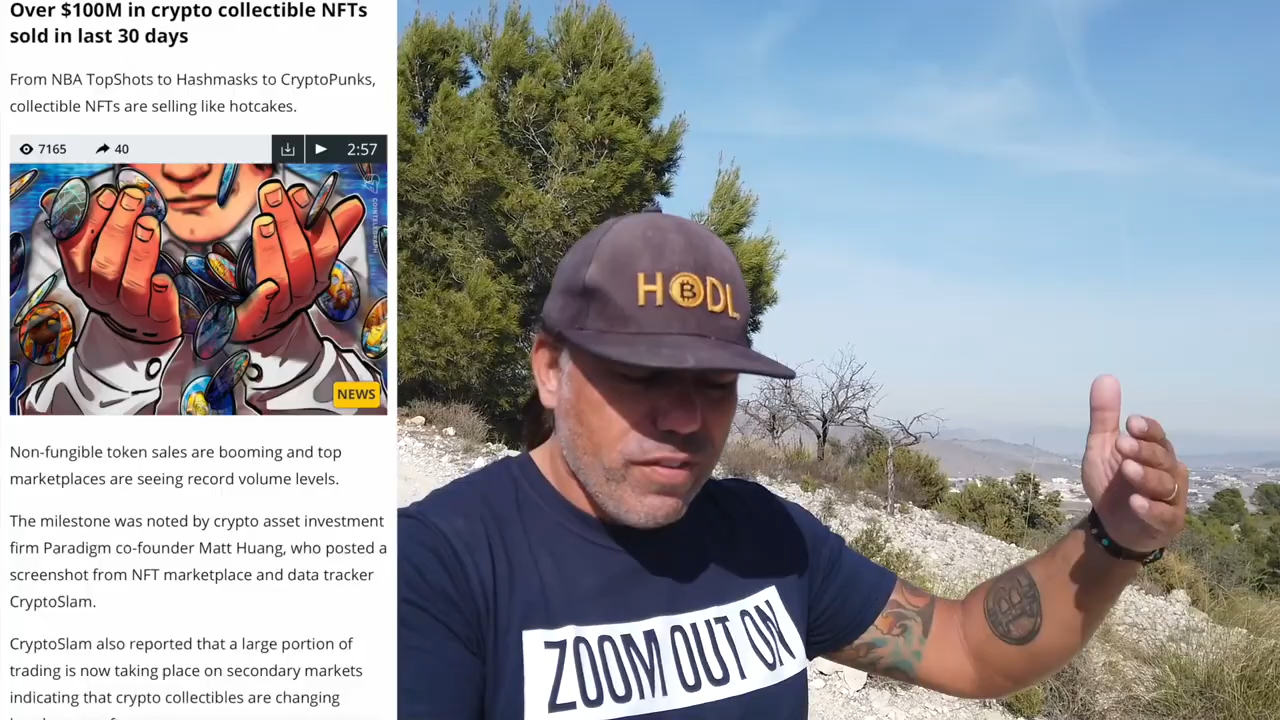 Over $100M in crypto collectible NFTs
sold in last 30 days
From NBA TopShots to Hashmasks to CryptoPunks,
collectible NFTs are selling like hotcakes.
7165
40
2:57
COINTELEGRAPH
NEWS
Non-fungible token sales are booming and top
marketplaces are seeing record volume levels.
The milestone was noted by crypto asset investment
firm Paradigm co-founder Matt Huang, who posted a
screenshot from NFT marketplace and data tracker
CryptoSlam.
CryptoSlam also reported that a large portion of
trading is now taking place on secondary markets
indicating that crypto collectibles are changing
HODL
ZOOM OUT ON